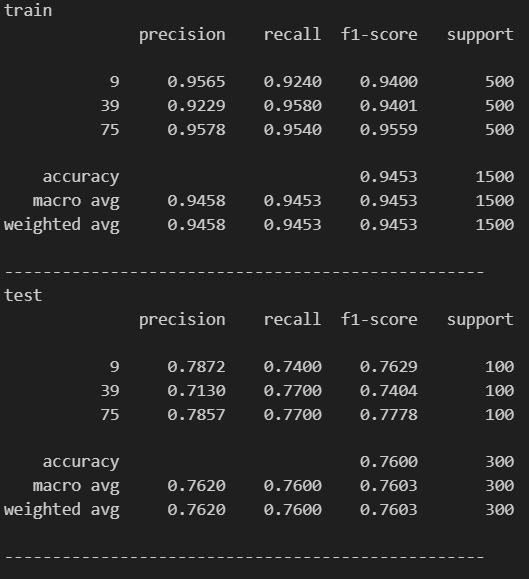 train
precision recall f1-score support
9 0.9565 0.9240 0.9400 500
39 0.9229 0.9580 0.9401 500
75 0.9578 0.9540 0.9559 500
accuracy 0.9453 1500
macro avg 0.9458 0.9453 0.9453 1500
weighted avg 0.9458 0.9453 0.9453 1500
--------------------------------------------------
test
precision recall f1-score support
9 0.7872 0.7400 0.7629 100
39 0.7130 0.7700 0.7404 100
75 0.7857 0.7700 0.7778 100
accuracy 0.7600 300
macro avg 0.7620 0.7600 0.7603 300
weighted avg 0.7620 0.7600 0.7603 300
--------------------------------------------------